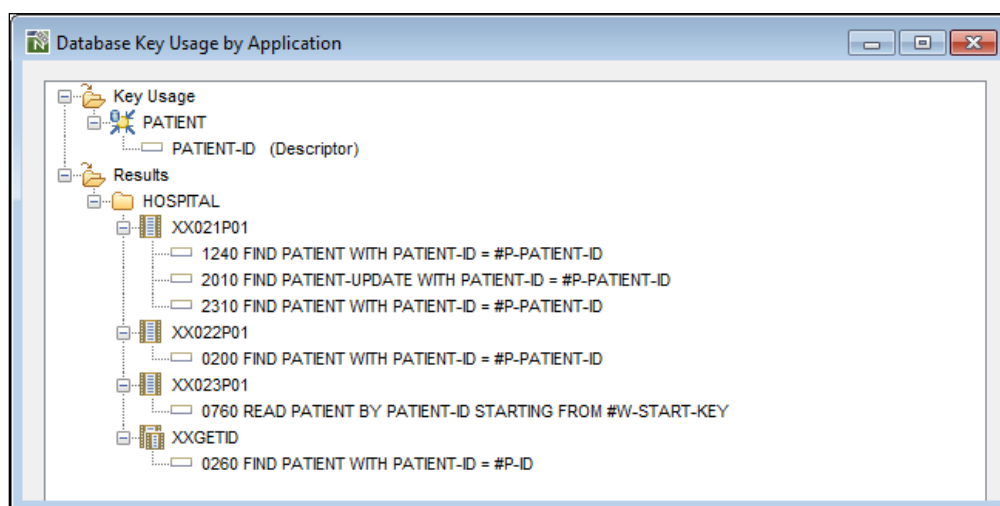 Database Key Usage by Application
Key Usage
PATIENT
PATIENT-ID (Descriptor)
Results
HOSPITAL
XX021P01
1240 FIND PATIENT WITH PATIENT-ID = #P-PATIENT-ID
2010 FIND PATIENT-UPDATE WITH PATIENT-ID = #P-PATIENT-ID
2310 FIND PATIENT WITH PATIENT-ID = #P-PATIENT-ID
XX022P01
0200 FIND PATIENT WITH PATIENT-ID = #P-PATIENT-ID
XX023P01
0760 READ PATIENT BY PATIENT-ID STARTING FROM #W-START-KEY
XXGETID
0260 FIND PATIENT WITH PATIENT-ID = #P-ID